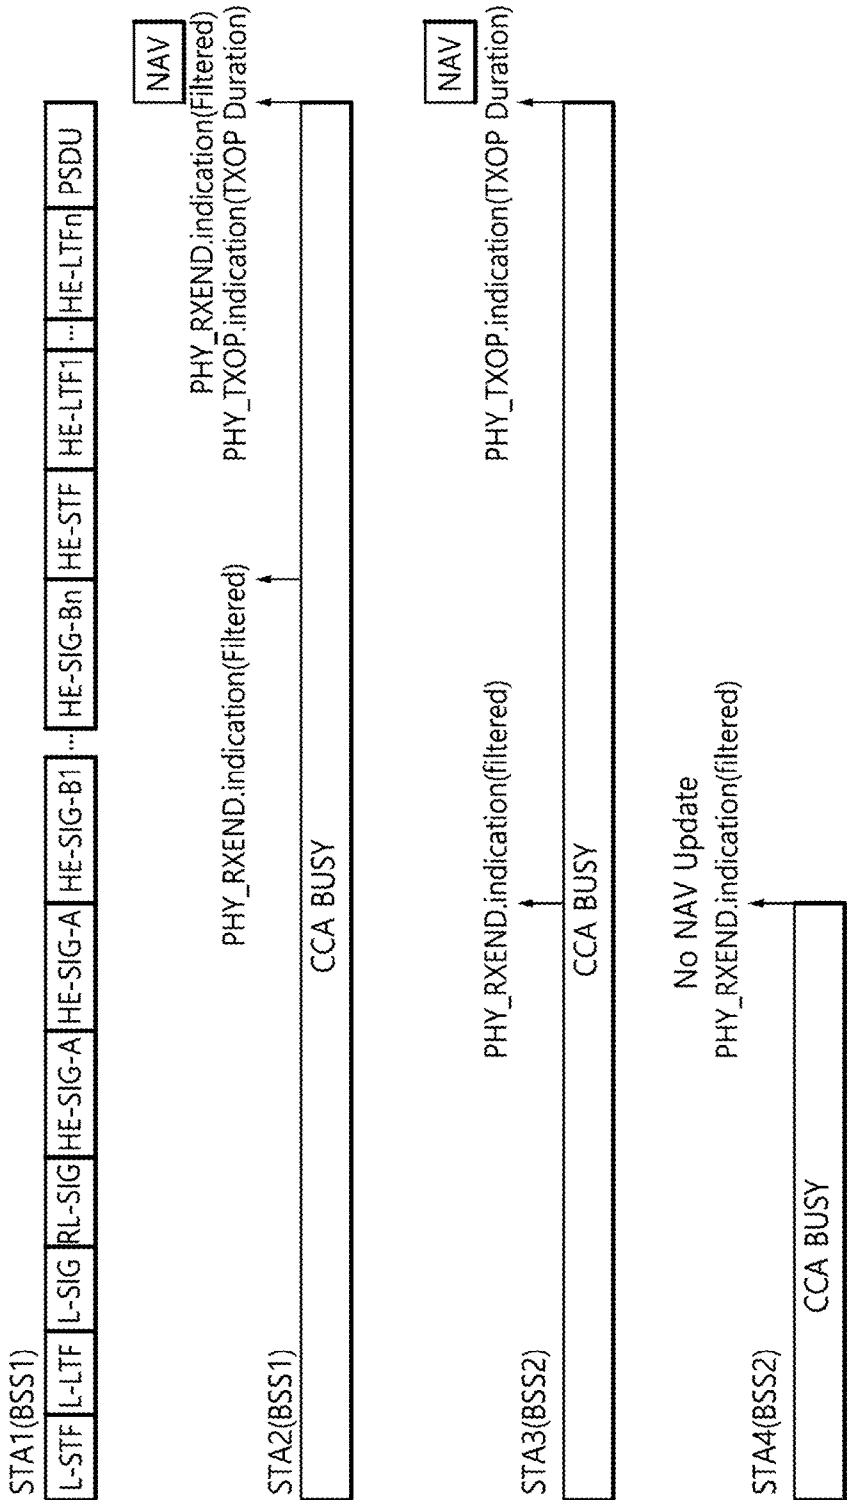 STA1(BSS1)
L-STF L-LTF L-SIG RL-SIG HE-SIG-A HE-SIG-A HE-SIG-B1 ... HE-SIG-Bn HE-STF HE-LTF1 ... HE-LTFn PSDU
NAV
PHY_RXEND.indication(Filtered)
PHY_RXEND.indication(Filtered)
PHY_TXOP.indication(TXOP Duration)
STA2(BSS1)
CCA BUSY
NAV
PHY_RXEND.indication(filtered)
PHY_TXOP.indication(TXOP Duration)
STA3(BSS2)
CCA BUSY
No NAV Update
PHY_RXEND.indication(filtered)
STA4(BSS2)
CCA BUSY